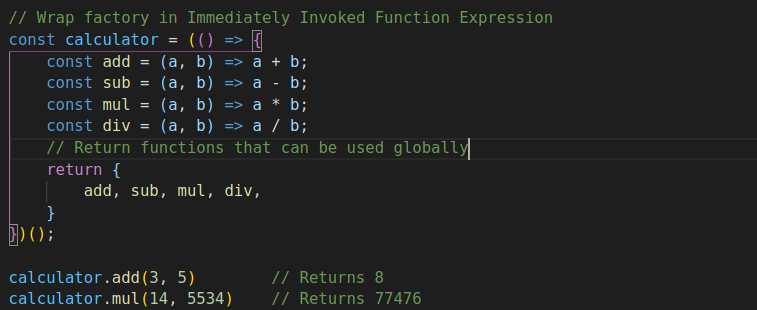 // Wrap factory in Immediately Invoked Function Expression
const calculator = (() => {
    const add = (a, b) => a + b;
    const sub = (a, b) => a - b;
    const mul = (a, b) => a * b;
    const div = (a, b) => a / b;
    // Return functions that can be used globally
    return {
        add, sub, mul, div,
    }
})();

calculator.add(3, 5)        // Returns 8
calculator.mul(14, 5534)    // Returns 77476